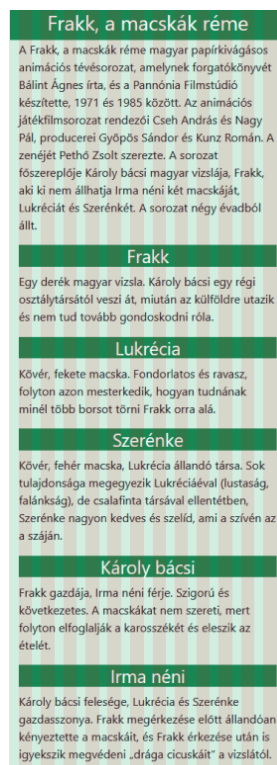 Frakk, a macskák réme
A Frakk, a macskák réme magyar papírkivágásos
animációs tévésorozat, amelynek forgatókönyvét
Bálint Ágnes írta, és a Pannónia Filmstúdió
készítette, 1971 és 1985 között. Az animációs
játékfilmsorozat rendezői Cseh András és Nagy
Pál, producerei Gyöpös Sándor és Kunz Román. A
zenéjét Pethő Zsolt szerezte. A sorozat
főszereplője Károly bácsi magyar vizslája, Frakk,
aki ki nem állhatja Irma néni két macskáját,
Lukréciát és Szerénkét. A sorozat négy évadból
állt.
Frakk
Egy derék magyar vizsla. Károly bácsi egy régi
osztálytársától veszi át, miután az külföldre utazik
és nem tud tovább gondoskodni róla.
Lukrécia
Kövér, fekete macska. Fondorlatos és ravasz,
folyton azon mesterkedik, hogyan tudnának
minél több borsot törni Frakk orra alá.
Szerénke
Kövér, fehér macska, Lukrécia állandó társa. Sok
tulajdonsága megegyezik Lukréciáéval (lustaság,
falánkság), de csalafinta társával ellentétben,
Szerénke nagyon kedves és szelíd, ami a szívén az
a száján.
Károly bácsi
Frakk gazdája, Irma néni férje. Szigorú és
következetes. A macskákat nem szereti, mert
folyton elfoglalják a karosszékét és eleszik az
ételét.
Irma néni
Károly bácsi felesége, Lukrécia és Szerénke
gazdasszonya. Frakk megérkezése előtt állandóan
kényeztette a macskáit, és Frakk érkezése után is
igyekszik megvédeni „drága cicuskáit” a vizslától.